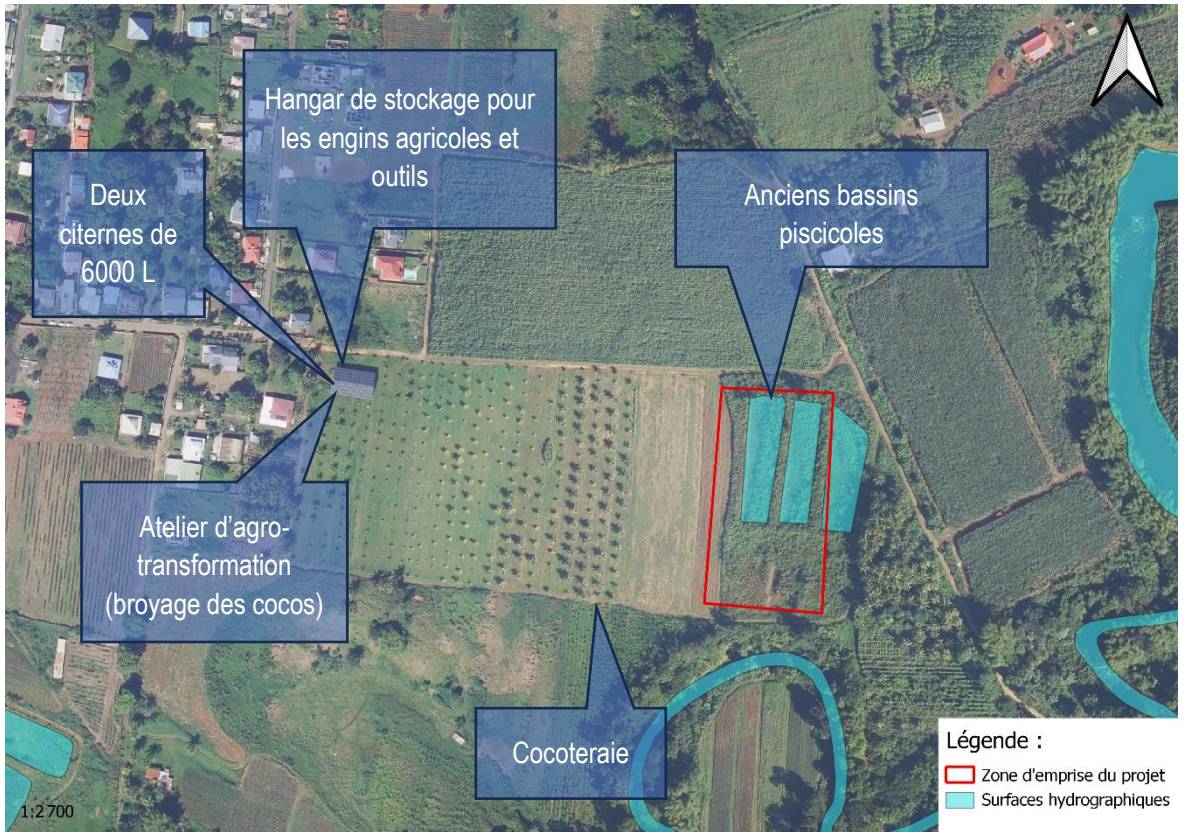 Hangar de stockage pour
les engins agricoles et
outils
Deux
citernes de
6000 L
Anciens bassins
piscicoles
Atelier d'agro-
transformation
(broyage des cocos)
Cocoteraie
Légende :
Zone d'emprise du projet
Surfaces hydrographiques
1:2 700